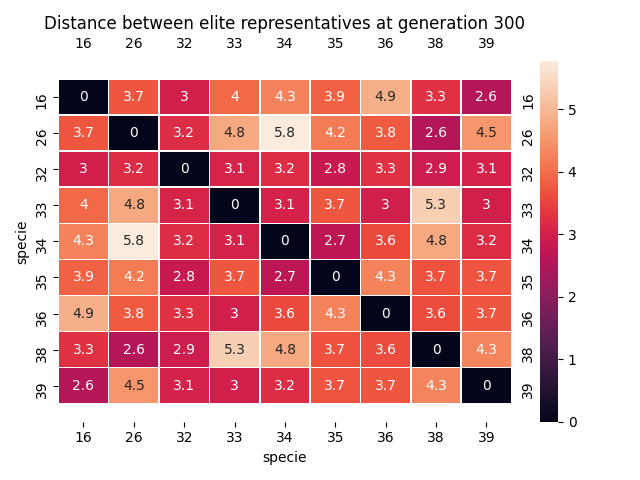 Distance between elite representatives at generation 300
16 26 32 33 34 35 36 38 39
16 0 3.7 3 4 4.3 3.9 4.9 3.3 2.6 16
26 3.7 0 3.2 4.8 5.8 4.2 3.8 2.6 4.5 26
32 3 3.2 0 3.1 3.2 2.8 3.3 2.9 3.1 32
33 4 4.8 3.1 0 3.1 3.7 3 5.3 3 33
34 4.3 5.8 3.2 3.1 0 2.7 3.6 4.8 3.2 34
35 3.9 4.2 2.8 3.7 2.7 0 4.3 3.7 3.7 35
36 4.9 3.8 3.3 3 3.6 4.3 0 3.6 3.7 36
38 3.3 2.6 2.9 5.3 4.8 3.7 3.6 0 4.3 38
39 2.6 4.5 3.1 3 3.2 3.7 3.7 4.3 0 39
16 26 32 33 34 35 36 38 39
specie
specie
5
4
3
2
1
0